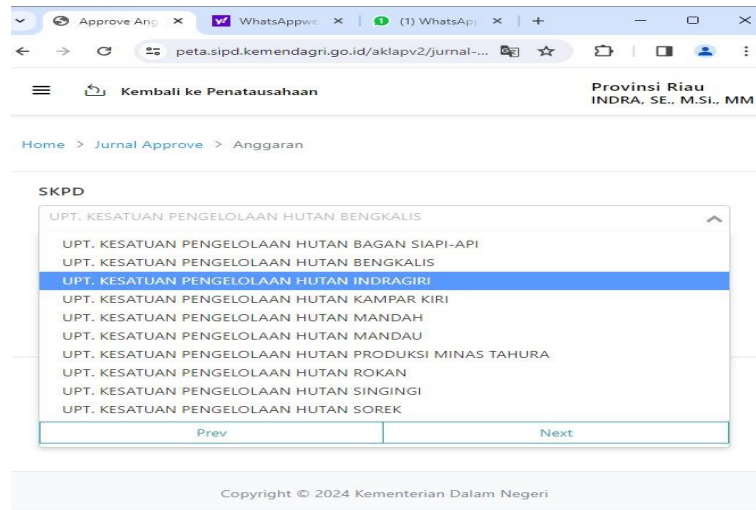 Approve Ang
WhatsAppwe
(1) WhatsAp
peta.sipd.kemendagri.go.id/aklapv2/jurnal-...
Kembali ke Penatausahaan
Provinsi Riau
INDRA, SE., M.Si., MM
Home > Jurnal Approve > Anggaran
SKPD
UPT. KESATUAN PENGELOLAAN HUTAN BENGKALIS
UPT. KESATUAN PENGELOLAAN HUTAN BAGAN SIAPI-API
UPT. KESATUAN PENGELOLAAN HUTAN BENGKALIS
UPT. KESATUAN PENGELOLAAN HUTAN INDRAGIRI
UPT. KESATUAN PENGELOLAAN HUTAN KAMPAR KIRI
UPT. KESATUAN PENGELOLAAN HUTAN MANDAH
UPT. KESATUAN PENGELOLAAN HUTAN MANDAU
UPT. KESATUAN PENGELOLAAN HUTAN PRODUKSI MINAS TAHURA
UPT. KESATUAN PENGELOLAAN HUTAN ROKAN
UPT. KESATUAN PENGELOLAAN HUTAN SINGINGI
UPT. KESATUAN PENGELOLAAN HUTAN SOREK
Prev
Next
Copyright © 2024 Kementerian Dalam Negeri